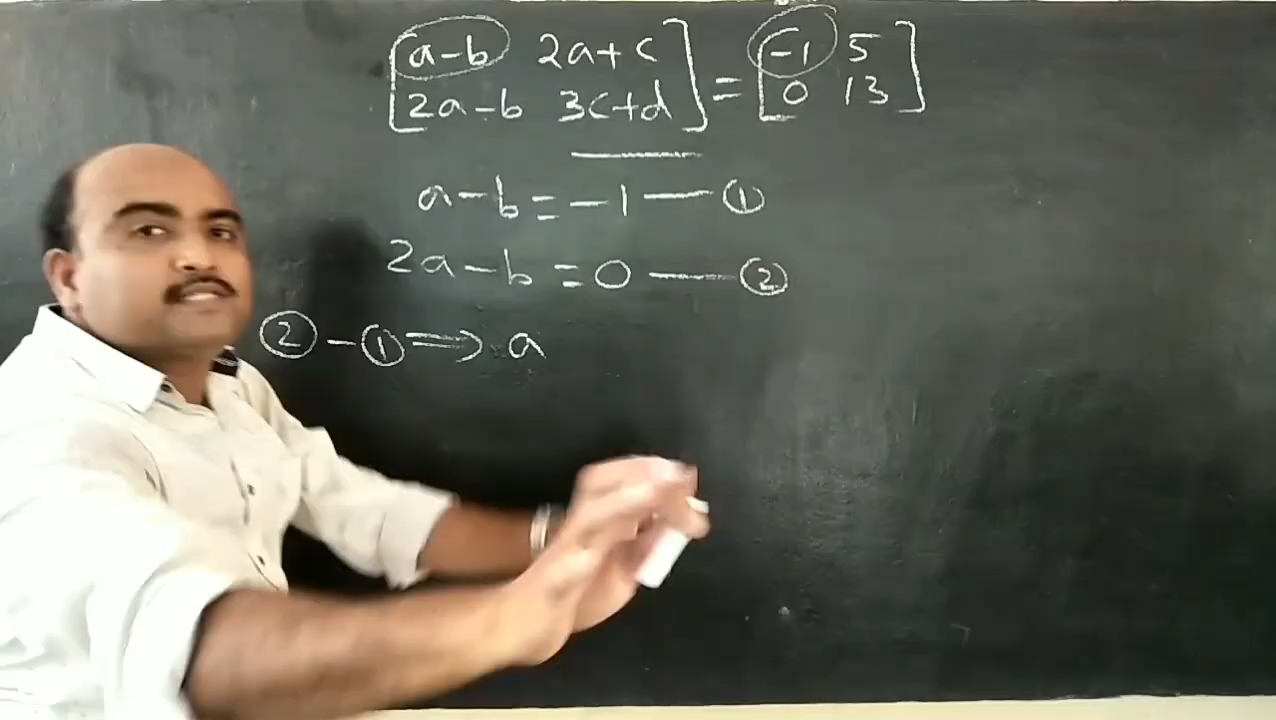 [a-b 2a+c] = [-1 5]
[2a-b 3c+d] [0 13]
a-b=-1 — ①
2a-b=0 — ②
②-①⟹ a